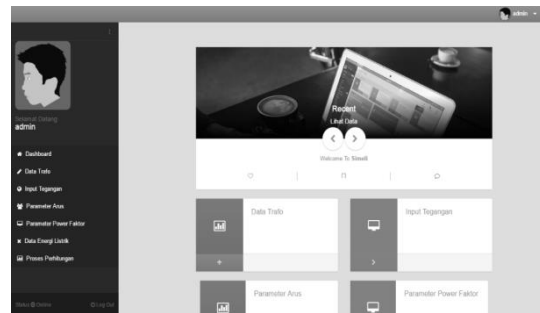 admin
Selamat Datang
admin
Dashboard
Data Trafo
Input Tegangan
Parameter Arus
Parameter Power Faktor
Data Energi Listrik
Proses Perhitungan
Status Online
Log Out
Recent
Lihat Data
Welcome To Simeli
Data Trafo
Input Tegangan
Parameter Arus
Parameter Power Faktor